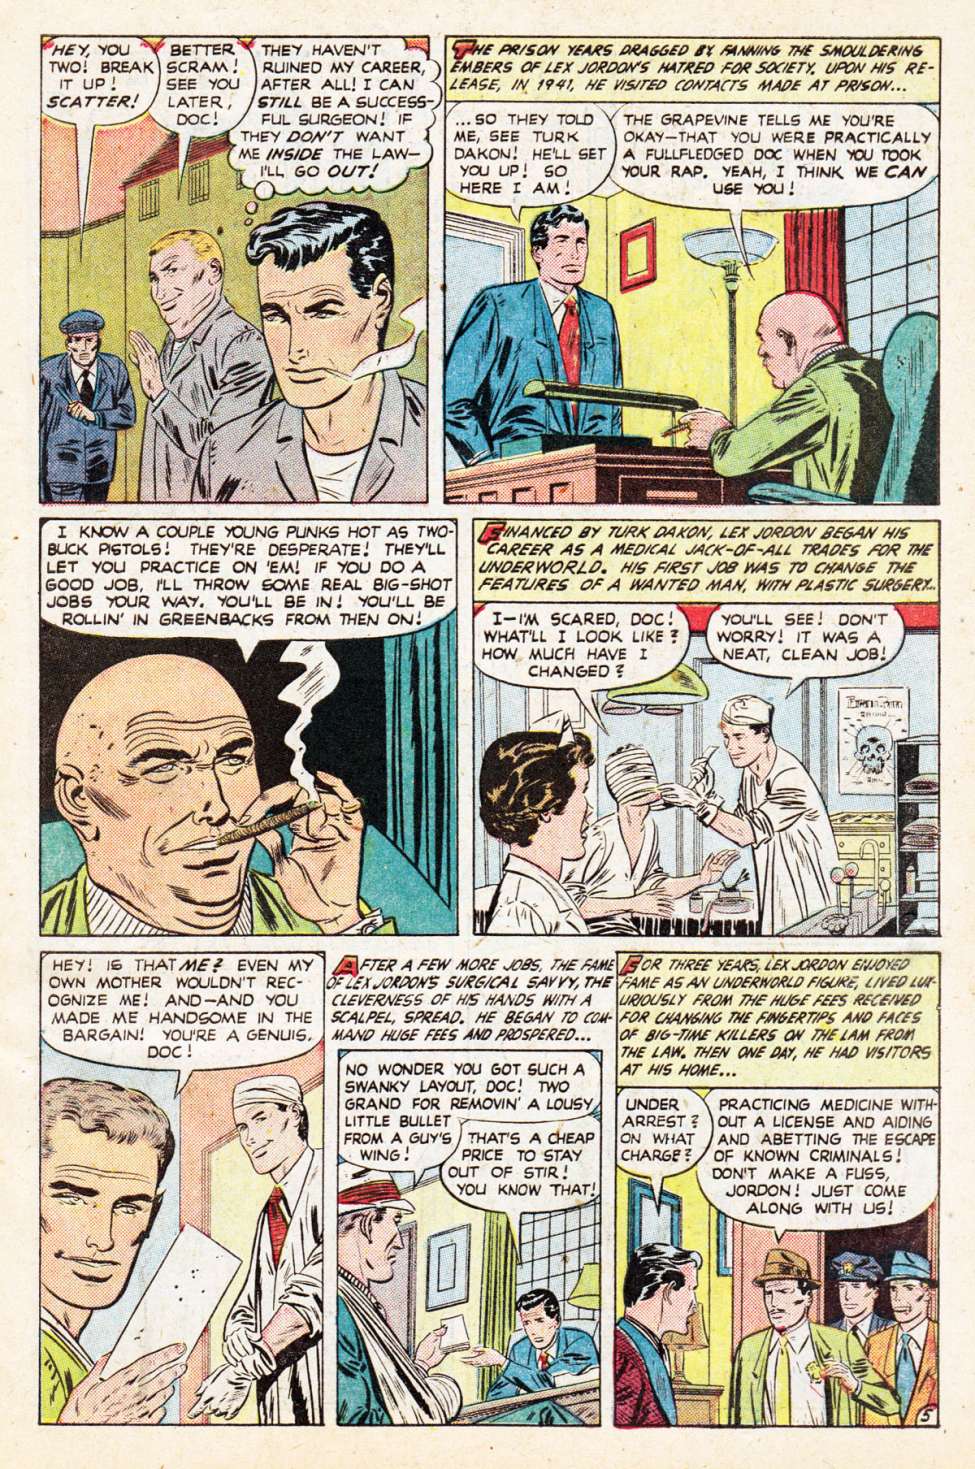 HEY, YOU
TWO! BREAK
IT UP!
SCATTER!
BETTER
SCRAM!
SEE YOU
LATER,
DOC!
THEY HAVEN'T
RUINED MY CAREER,
AFTER ALL! I CAN
STILL BE A SUCCESS-
FUL SURGEON! IF
THEY DON'T WANT
ME INSIDE THE LAW—
I'LL GO OUT!
THE PRISON YEARS DRAGGED BY FANNING THE SMOULDERING
EMBERS OF LEX JORDON'S HATRED FOR SOCIETY. UPON HIS RE-
LEASE, IN 1941, HE VISITED CONTACTS MADE AT PRISON...
...SO THEY TOLD
ME, SEE TURK
DAKON! HE'LL SET
YOU UP! SO
HERE I AM!
THE GRAPEVINE TELLS ME YOU'RE
OKAY—THAT YOU WERE PRACTICALLY
A FULLFLEDGED DOC WHEN YOU TOOK
YOUR RAP. YEAH, I THINK WE CAN
USE YOU!
I KNOW A COUPLE YOUNG PUNKS HOT AS TWO-
BUCK PISTOLS! THEY'RE DESPERATE! THEY'LL
LET YOU PRACTICE ON 'EM! IF YOU DO A
GOOD JOB, I'LL THROW SOME REAL BIG-SHOT
JOBS YOUR WAY. YOU'LL BE IN! YOU'LL BE
ROLLIN' IN GREENBACKS FROM THEN ON!
FINANCED BY TURK DAKON, LEX JORDON BEGAN HIS
CAREER AS A MEDICAL JACK-OF-ALL TRADES FOR THE
UNDERWORLD. HIS FIRST JOB WAS TO CHANGE THE
FEATURES OF A WANTED MAN, WITH PLASTIC SURGERY...
I—I'M SCARED, DOC!
WHAT'LL I LOOK LIKE?
HOW MUCH HAVE I
CHANGED?
YOU'LL SEE! DON'T
WORRY! IT WAS A
NEAT, CLEAN JOB!
HEY! IS THAT ME? EVEN MY
OWN MOTHER WOULDN'T REC-
OGNIZE ME! AND—AND YOU
MADE ME HANDSOME IN THE
BARGAIN! YOU'RE A GENUIS,
DOC!
AFTER A FEW MORE JOBS, THE FAME
OF LEX JORDON'S SURGICAL SAVVY, THE
CLEVERNESS OF HIS HANDS WITH A
SCALPEL, SPREAD. HE BEGAN TO COM-
MAND HUGE FEES AND PROSPERED...
NO WONDER YOU GOT SUCH A
SWANKY LAYOUT, DOC! TWO
GRAND FOR REMOVIN' A LOUSY
LITTLE BULLET
FROM A GUY'S
WING!
THAT'S A CHEAP
PRICE TO STAY
OUT OF STIR!
YOU KNOW THAT!
FOR THREE YEARS, LEX JORDON ENJOYED
FAME AS AN UNDERWORLD FIGURE, LIVED LUX-
URIOUSLY FROM THE HUGE FEES RECEIVED
FOR CHANGING THE FINGERTIPS AND FACES
OF BIG-TIME KILLERS ON THE LAM FROM
THE LAW. THEN ONE DAY, HE HAD VISITORS
AT HIS HOME...
UNDER
ARREST?
ON WHAT
CHARGE?
PRACTICING MEDICINE WITH-
OUT A LICENSE AND AIDING
AND ABETTING THE ESCAPE
OF KNOWN CRIMINALS!
DON'T MAKE A FUSS,
JORDON! JUST COME
ALONG WITH US!
5